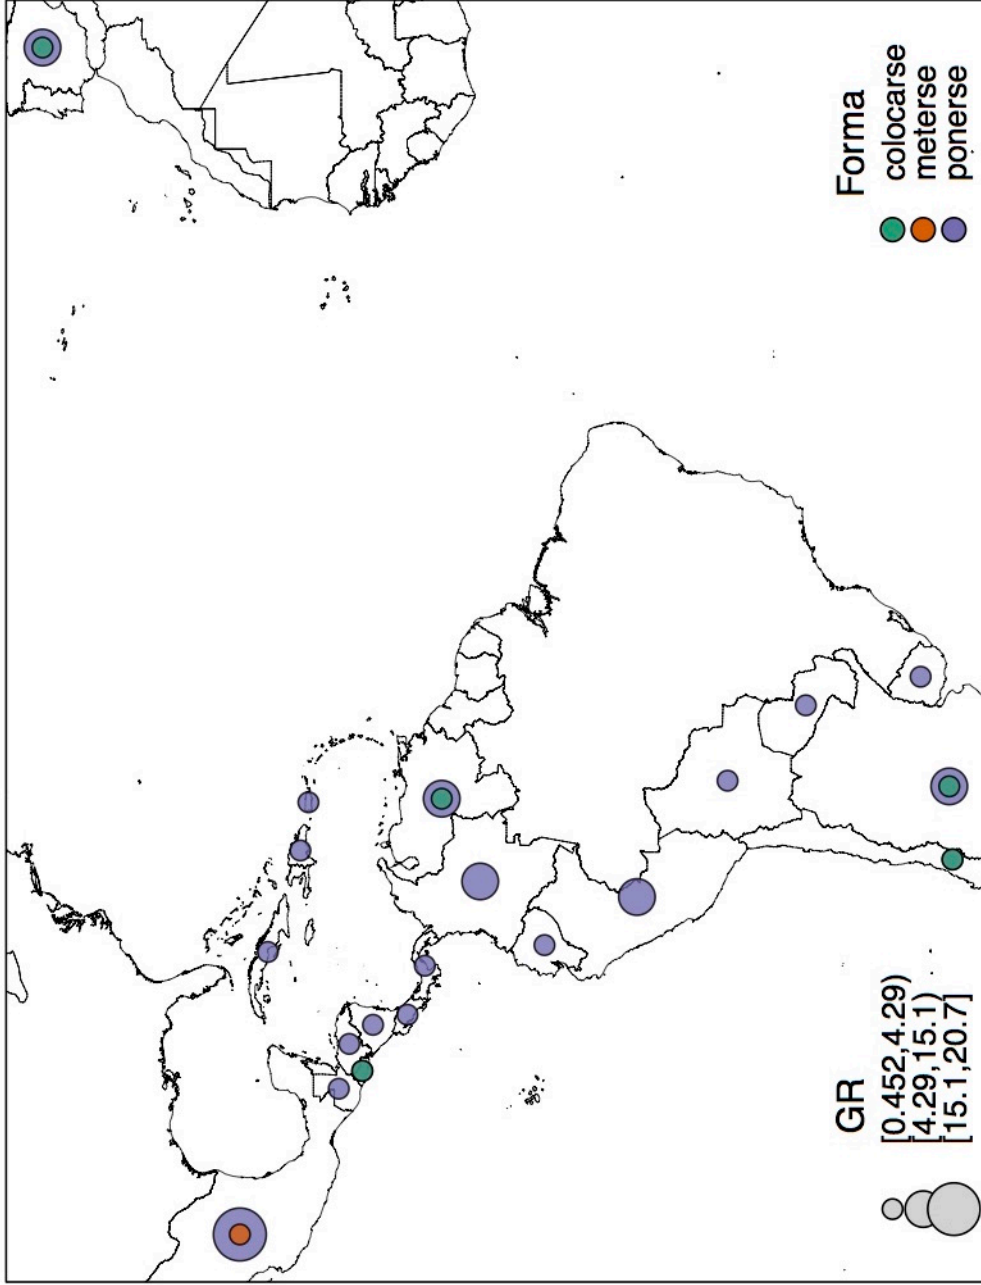 GR
[0.452,4.29)
[4.29,15.1)
[15.1,20.7]
Forma
colocarse
meterse
ponerse